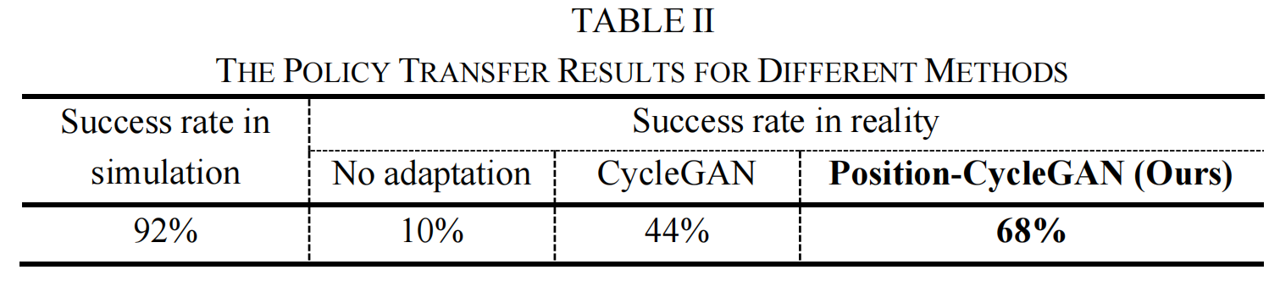 TABLE II
THE POLICY TRANSFER RESULTS FOR DIFFERENT METHODS
Success rate in simulation
Success rate in reality
No adaptation CycleGAN Position-CycleGAN (Ours)
92% 10% 44% 68%